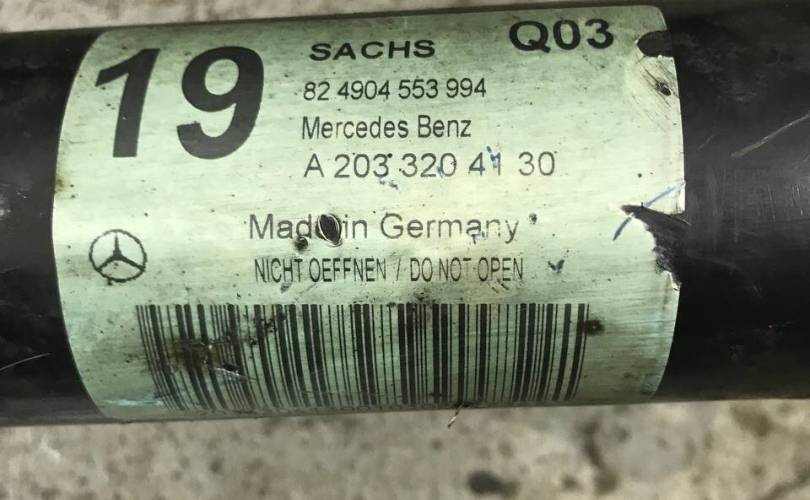 19
SACHS
Q03
82 4904 553 994
Mercedes Benz
A 203 320 41 30
Made in Germany
NICHT OEFFNEN / DO NOT OPEN